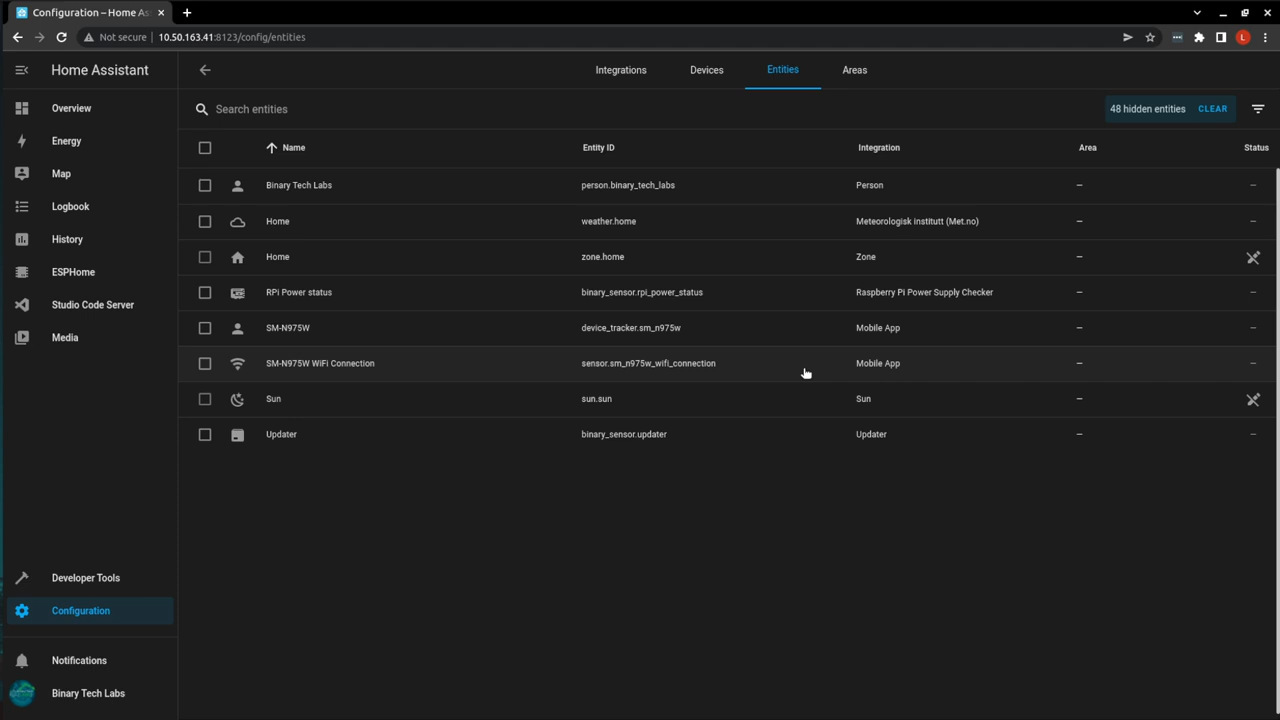 Configuration – Home As
Not secure 10.50.163.41:8123/config/entities
L
Home Assistant
Integrations Devices Entities Areas
Overview
Energy
Map
Logbook
History
ESPHome
Studio Code Server
Media
Developer Tools
Configuration
Notifications
Binary Tech Labs
Search entities
48 hidden entities CLEAR
Name Entity ID Integration Area Status
Binary Tech Labs person.binary_tech_labs Person – –
Home weather.home Meteorologisk institutt (Met.no) – –
Home zone.home Zone –
RPi Power status binary_sensor.rpi_power_status Raspberry Pi Power Supply Checker – –
SM-N975W device_tracker.sm_n975w Mobile App – –
SM-N975W WiFi Connection sensor.sm_n975w_wifi_connection Mobile App – –
Sun sun.sun Sun –
Updater binary_sensor.updater Updater – –